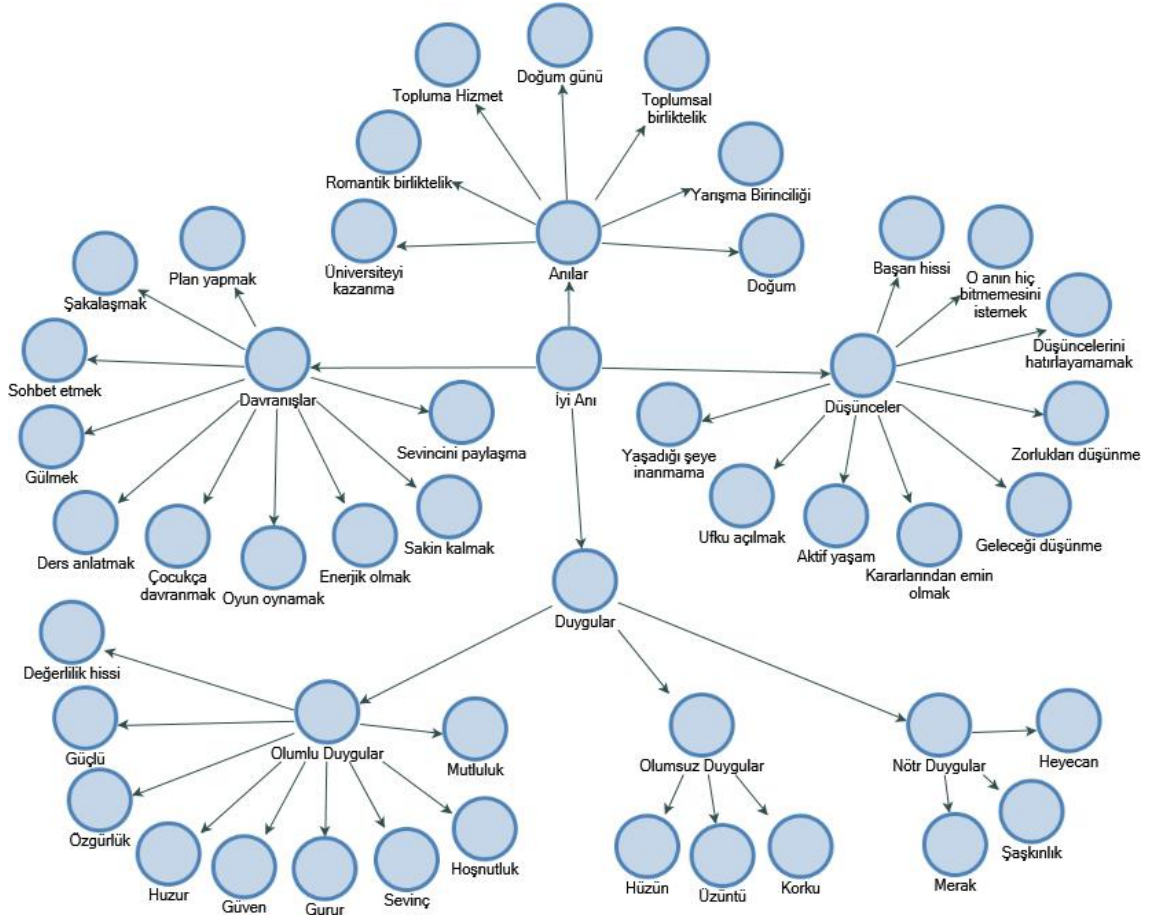 Doğum günü
Topluma Hizmet
Toplumsal
birliktelik
Romantik birliktelik
Yarışma Birinciliği
Üniversiteyi
kazanma
Anılar
Doğum
Plan yapmak
Şakalaşmak
Başarı hissi
O anın hiç
bitmemesini
istemek
Düşüncelerini
hatırlayamamak
Sohbet etmek
Davranışlar
İyi Anı
Düşünceler
Sevincini paylaşma
Yaşadığı şeye
inanmama
Zorlukları düşünme
Gülmek
Ders anlatmak
Çocukça
davranmak
Oyun oynamak
Enerjik olmak
Sakin kalmak
Ufku açılmak
Aktif yaşam
Kararlarından emin
olmak
Geleceği düşünme
Duygular
Değerlilik hissi
Güçlü
Olumlu Duygular
Mutluluk
Olumsuz Duygular
Nötr Duygular
Heyecan
Özgürlük
Huzur
Güven
Gurur
Sevinç
Hoşnutluk
Hüzün
Üzüntü
Korku
Merak
Şaşkınlık